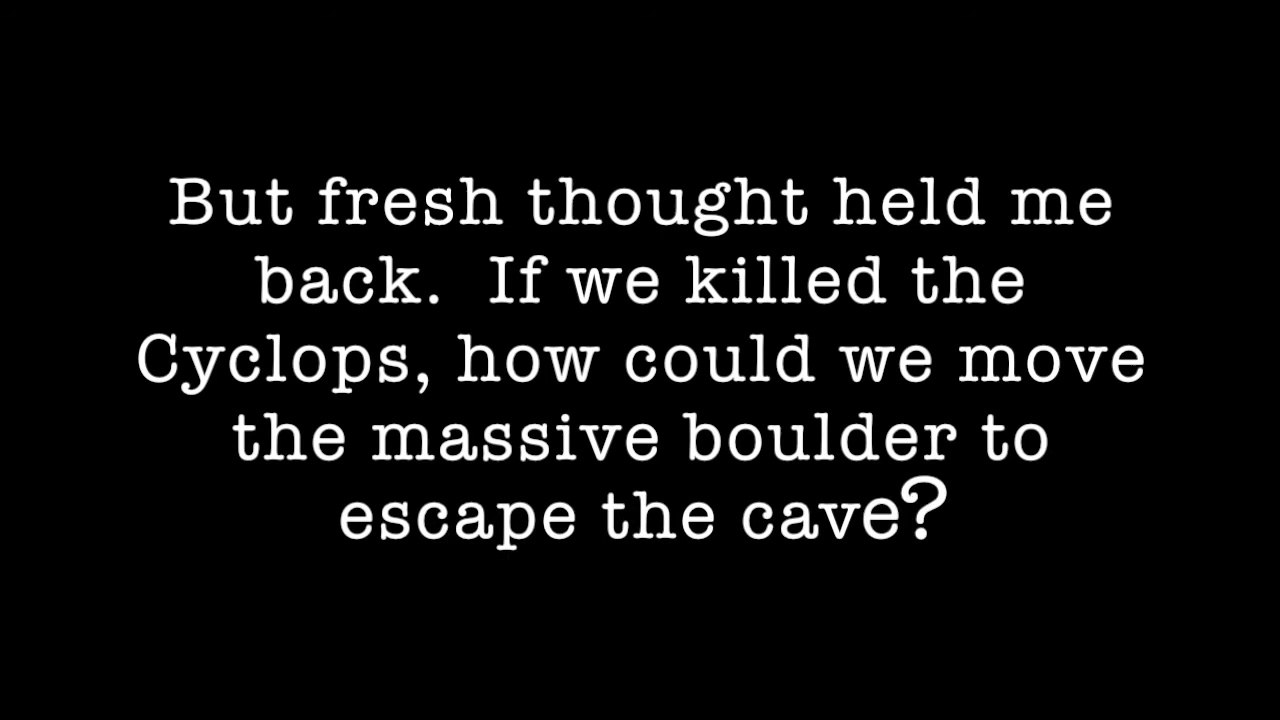 But fresh thought held me
back.  If we killed the
Cyclops, how could we move
the massive boulder to
escape the cave?